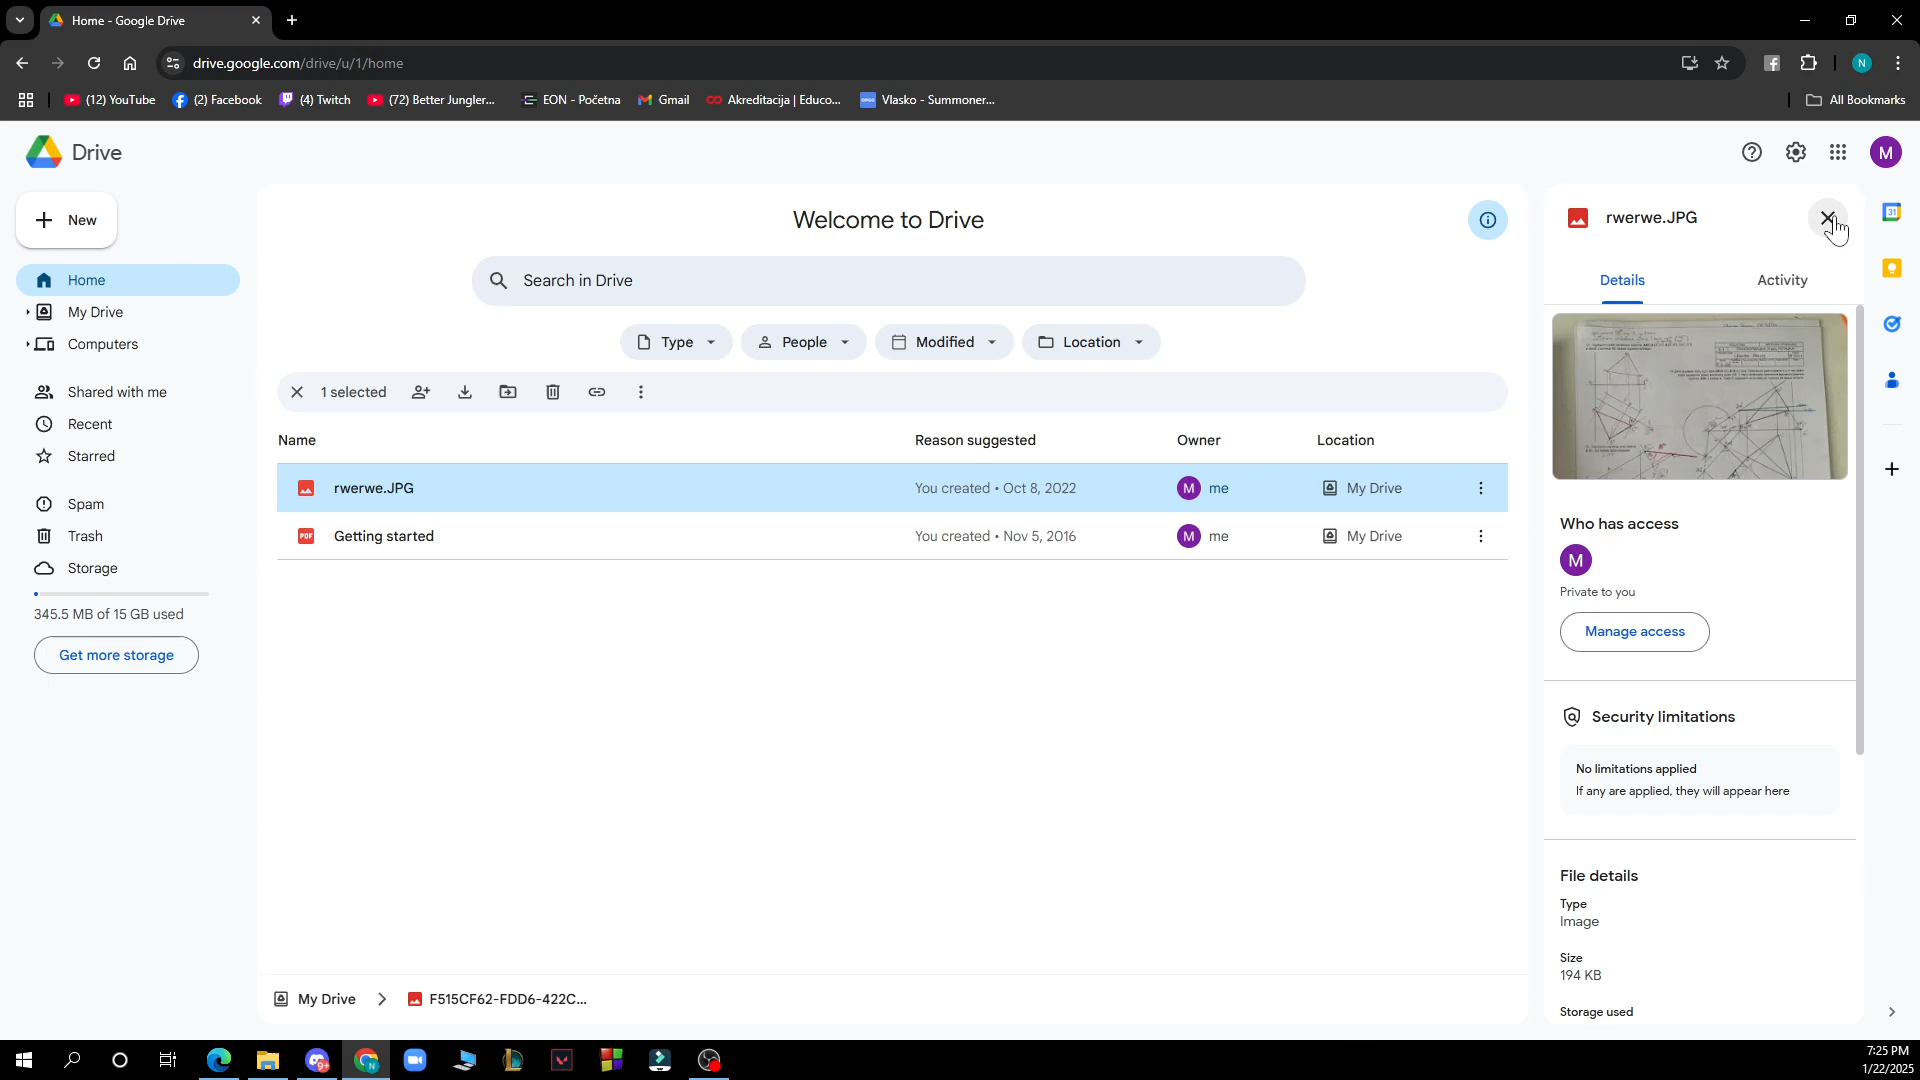 Home - Google Drive
drive.google.com/drive/u/1/home
N
(12) YouTube
(2) Facebook
(4) Twitch
(72) Better Jungler...
EON - Početna
Gmail
Akreditacija | Educo...
Vlasko - Summoner...
All Bookmarks
Drive
M
New
Home
My Drive
Computers
Shared with me
Recent
Starred
Spam
Trash
Storage
345.5 MB of 15 GB used
Get more storage
Welcome to Drive
Search in Drive
Type
People
Modified
Location
1 selected
Name Reason suggested Owner Location
rwerwe.JPG You created • Oct 8, 2022 M me My Drive
PDF Getting started You created • Nov 5, 2016 M me My Drive
My Drive > F515CF62-FDD6-422C...
rwerwe.JPG
Details Activity
Who has access
M
Private to you
Manage access
Security limitations
No limitations applied
If any are applied, they will appear here
File details
Type
Image
Size
194 KB
Storage used
31
9+
N
7:25 PM
1/22/2025